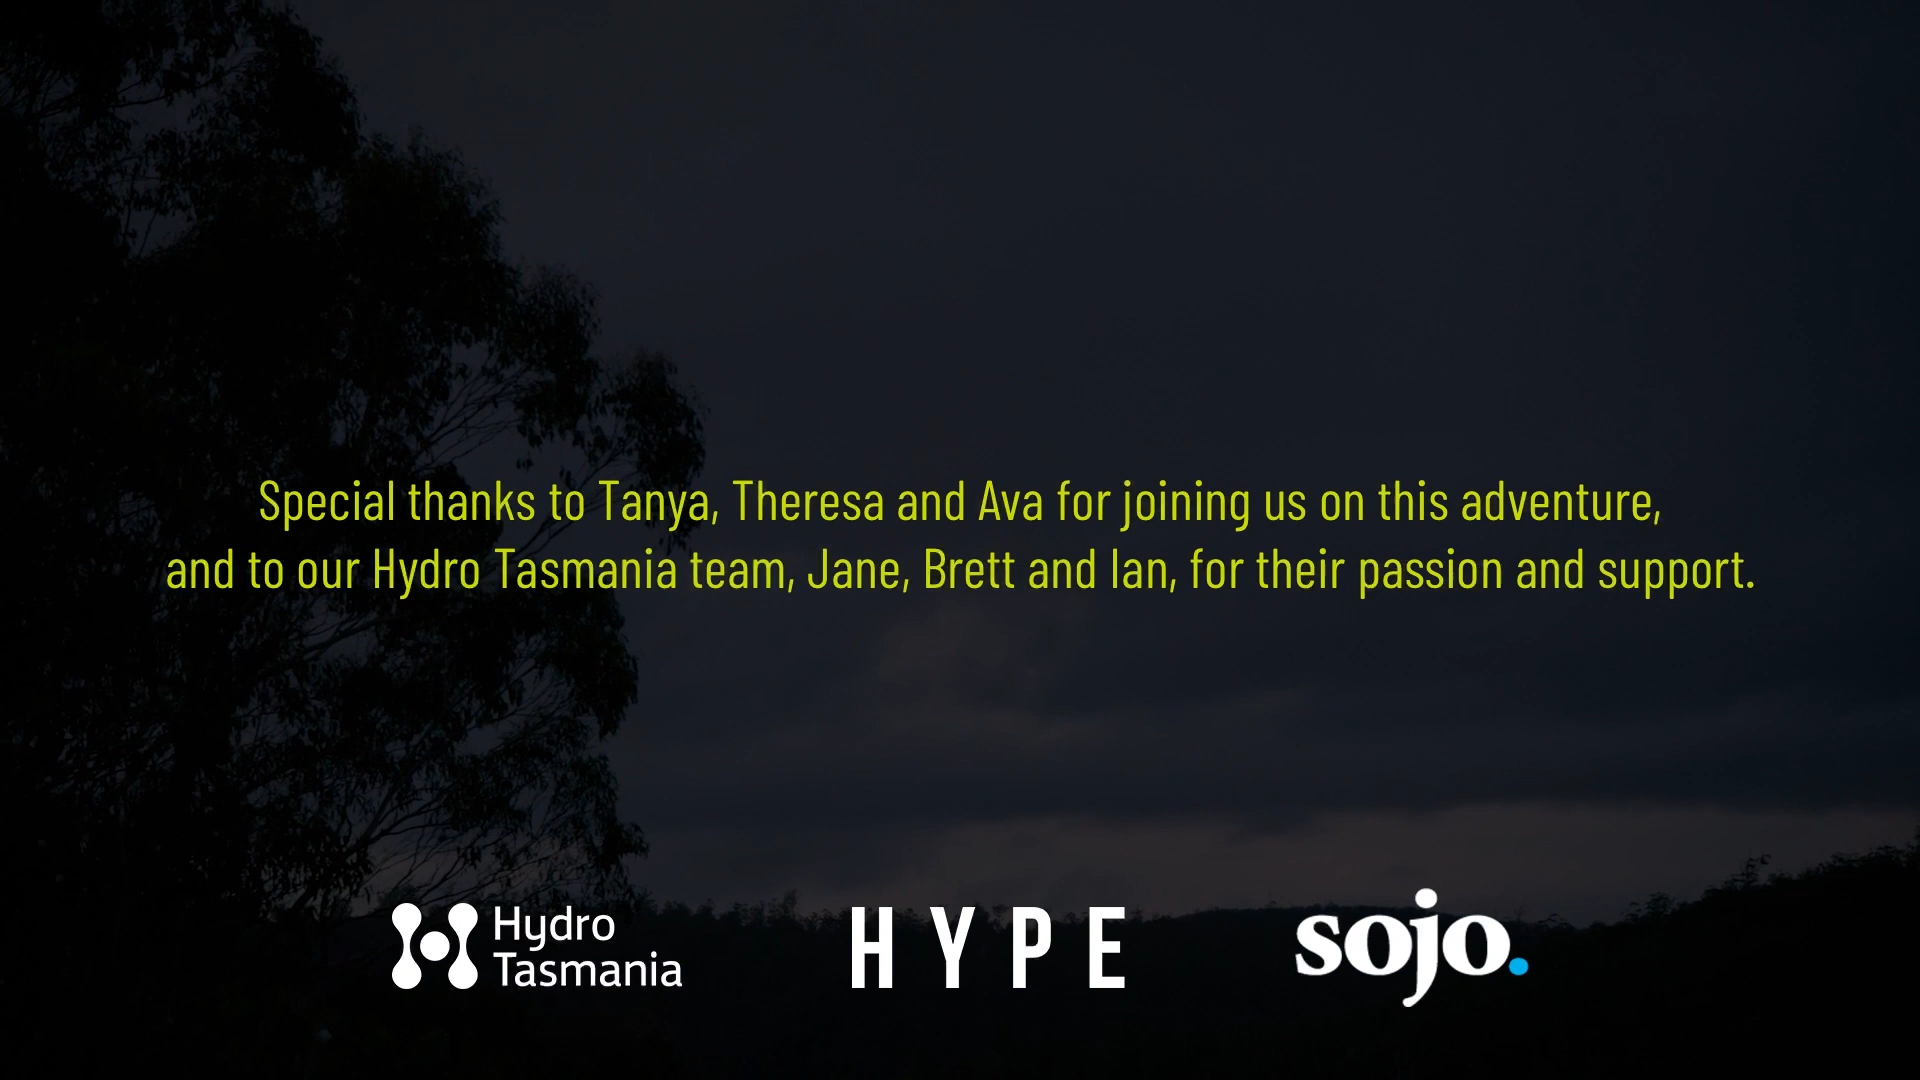 Special thanks to Tanya, Theresa and Ava for joining us on this adventure,
and to our Hydro Tasmania team, Jane, Brett and Ian, for their passion and support.
Hydro
Tasmania
HYPE
sojo.